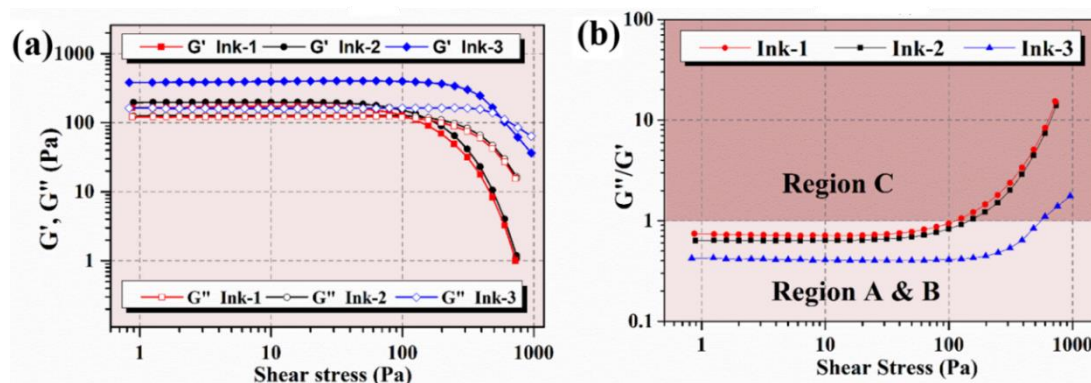 (a)
G' Ink-1 G' Ink-2 G' Ink-3
1000
100
10
1
G', G" (Pa)
G" Ink-1 G" Ink-2 G" Ink-3
1 10 100 1000
Shear stress (Pa)
(b)
Ink-1 Ink-2 Ink-3
100
10
1
0.1
G"/G'
Region C
Region A & B
1 10 100 1000
Shear Stress (Pa)